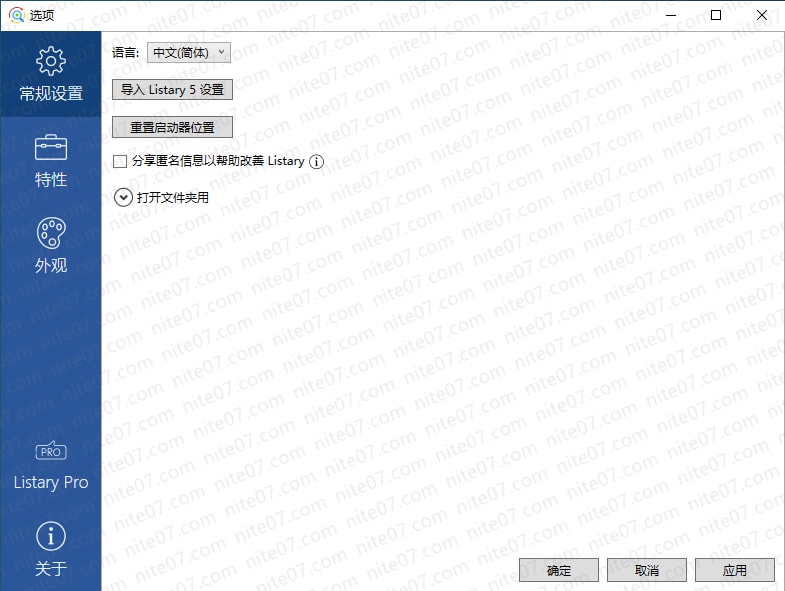 选项
常规设置
特性
外观
PRO
Listary Pro
关于
语言: 中文(简体)
导入 Listary 5 设置
重置启动器位置
分享匿名信息以帮助改善 Listary
打开文件夹用
确定 取消 应用
nite07.com